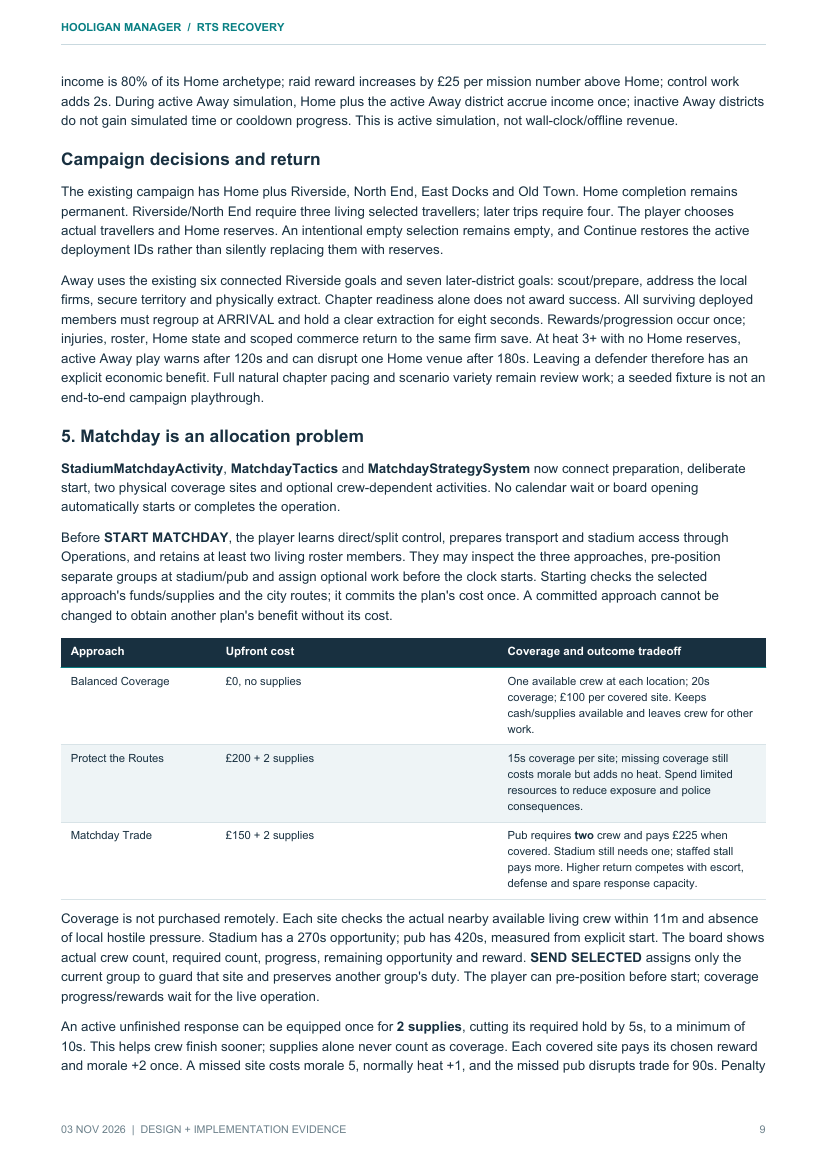 HOOLIGAN MANAGER / RTS RECOVERY
income is 80% of its Home archetype; raid reward increases by £25 per mission number above Home; control work
adds 2s. During active Away simulation, Home plus the active Away district accrue income once; inactive Away districts
do not gain simulated time or cooldown progress. This is active simulation, not wall-clock/offline revenue.
Campaign decisions and return
The existing campaign has Home plus Riverside, North End, East Docks and Old Town. Home completion remains
permanent. Riverside/North End require three living selected travellers; later trips require four. The player chooses
actual travellers and Home reserves. An intentional empty selection remains empty, and Continue restores the active
deployment IDs rather than silently replacing them with reserves.
Away uses the existing six connected Riverside goals and seven later-district goals: scout/prepare, address the local
firms, secure territory and physically extract. Chapter readiness alone does not award success. All surviving deployed
members must regroup at ARRIVAL and hold a clear extraction for eight seconds. Rewards/progression occur once;
injuries, roster, Home state and scoped commerce return to the same firm save. At heat 3+ with no Home reserves,
active Away play warns after 120s and can disrupt one Home venue after 180s. Leaving a defender therefore has an
explicit economic benefit. Full natural chapter pacing and scenario variety remain review work; a seeded fixture is not an
end-to-end campaign playthrough.
5. Matchday is an allocation problem
StadiumMatchdayActivity, MatchdayTactics and MatchdayStrategySystem now connect preparation, deliberate
start, two physical coverage sites and optional crew-dependent activities. No calendar wait or board opening
automatically starts or completes the operation.
Before START MATCHDAY, the player learns direct/split control, prepares transport and stadium access through
Operations, and retains at least two living roster members. They may inspect the three approaches, pre-position
separate groups at stadium/pub and assign optional work before the clock starts. Starting checks the selected
approach's funds/supplies and the city routes; it commits the plan's cost once. A committed approach cannot be
changed to obtain another plan's benefit without its cost.
Approach Upfront cost Coverage and outcome tradeoff
Balanced Coverage £0, no supplies One available crew at each location; 20s
coverage; £100 per covered site. Keeps
cash/supplies available and leaves crew for other
work.
Protect the Routes £200 + 2 supplies 15s coverage per site; missing coverage still
costs morale but adds no heat. Spend limited
resources to reduce exposure and police
consequences.
Matchday Trade £150 + 2 supplies Pub requires two crew and pays £225 when
covered. Stadium still needs one; staffed stall
pays more. Higher return competes with escort,
defense and spare response capacity.
Coverage is not purchased remotely. Each site checks the actual nearby available living crew within 11m and absence
of local hostile pressure. Stadium has a 270s opportunity; pub has 420s, measured from explicit start. The board shows
actual crew count, required count, progress, remaining opportunity and reward. SEND SELECTED assigns only the
current group to guard that site and preserves another group's duty. The player can pre-position before start; coverage
progress/rewards wait for the live operation.
An active unfinished response can be equipped once for 2 supplies, cutting its required hold by 5s, to a minimum of
10s. This helps crew finish sooner; supplies alone never count as coverage. Each covered site pays its chosen reward
and morale +2 once. A missed site costs morale 5, normally heat +1, and the missed pub disrupts trade for 90s. Penalty
03 NOV 2026 | DESIGN + IMPLEMENTATION EVIDENCE 9